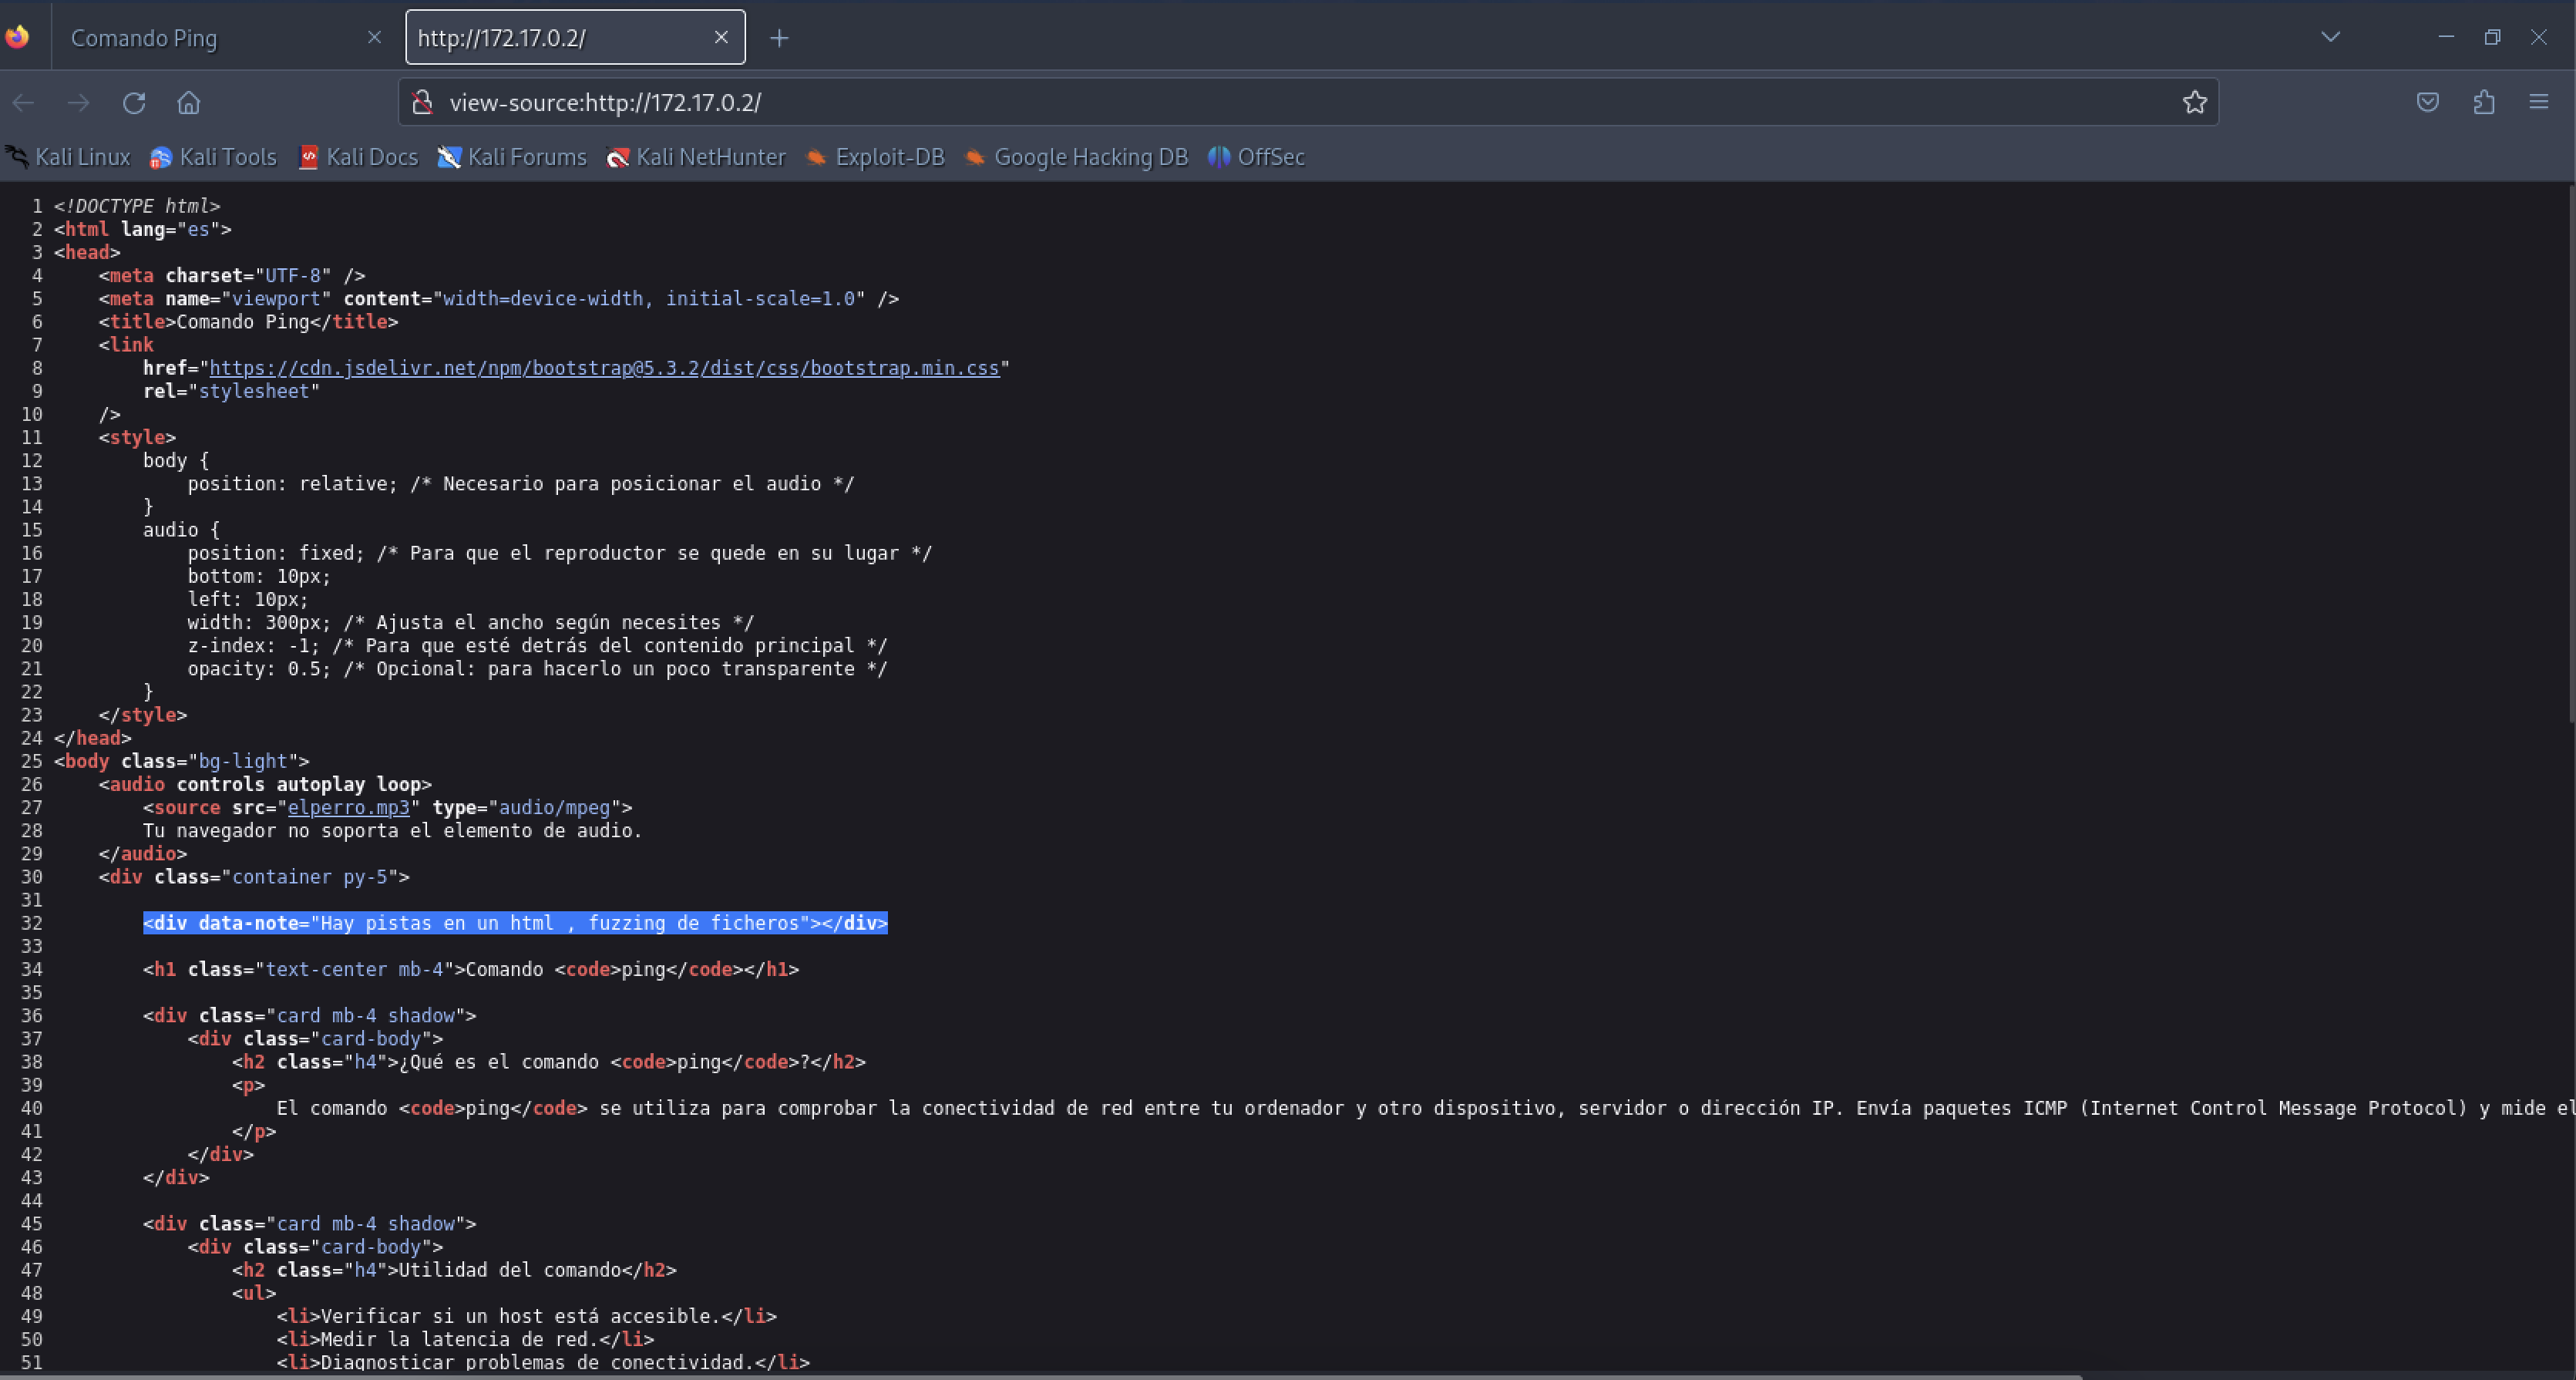 Comando Ping
http://172.17.0.2/
view-source:http://172.17.0.2/
Kali Linux Kali Tools Kali Docs Kali Forums Kali NetHunter Exploit-DB Google Hacking DB OffSec
1 <!DOCTYPE html>
2 <html lang="es">
3 <head>
4 <meta charset="UTF-8" />
5 <meta name="viewport" content="width=device-width, initial-scale=1.0" />
6 <title>Comando Ping</title>
7 <link
8 href="https://cdn.jsdelivr.net/npm/bootstrap@5.3.2/dist/css/bootstrap.min.css"
9 rel="stylesheet"
10 />
11 <style>
12 body {
13 position: relative; /* Necesario para posicionar el audio */
14 }
15 audio {
16 position: fixed; /* Para que el reproductor se quede en su lugar */
17 bottom: 10px;
18 left: 10px;
19 width: 300px; /* Ajusta el ancho según necesites */
20 z-index: -1; /* Para que esté detrás del contenido principal */
21 opacity: 0.5; /* Opcional: para hacerlo un poco transparente */
22 }
23 </style>
24 </head>
25 <body class="bg-light">
26 <audio controls autoplay loop>
27 <source src="elperro.mp3" type="audio/mpeg">
28 Tu navegador no soporta el elemento de audio.
29 </audio>
30 <div class="container py-5">
31
32 <div data-note="Hay pistas en un html , fuzzing de ficheros"></div>
33
34 <h1 class="text-center mb-4">Comando <code>ping</code></h1>
35
36 <div class="card mb-4 shadow">
37 <div class="card-body">
38 <h2 class="h4">¿Qué es el comando <code>ping</code>?</h2>
39 <p>
40 El comando <code>ping</code> se utiliza para comprobar la conectividad de red entre tu ordenador y otro dispositivo, servidor o dirección IP. Envía paquetes ICMP (Internet Control Message Protocol) y mide el
41 </p>
42 </div>
43 </div>
44
45 <div class="card mb-4 shadow">
46 <div class="card-body">
47 <h2 class="h4">Utilidad del comando</h2>
48 <ul>
49 <li>Verificar si un host está accesible.</li>
50 <li>Medir la latencia de red.</li>
51 <li>Diagnosticar problemas de conectividad.</li>